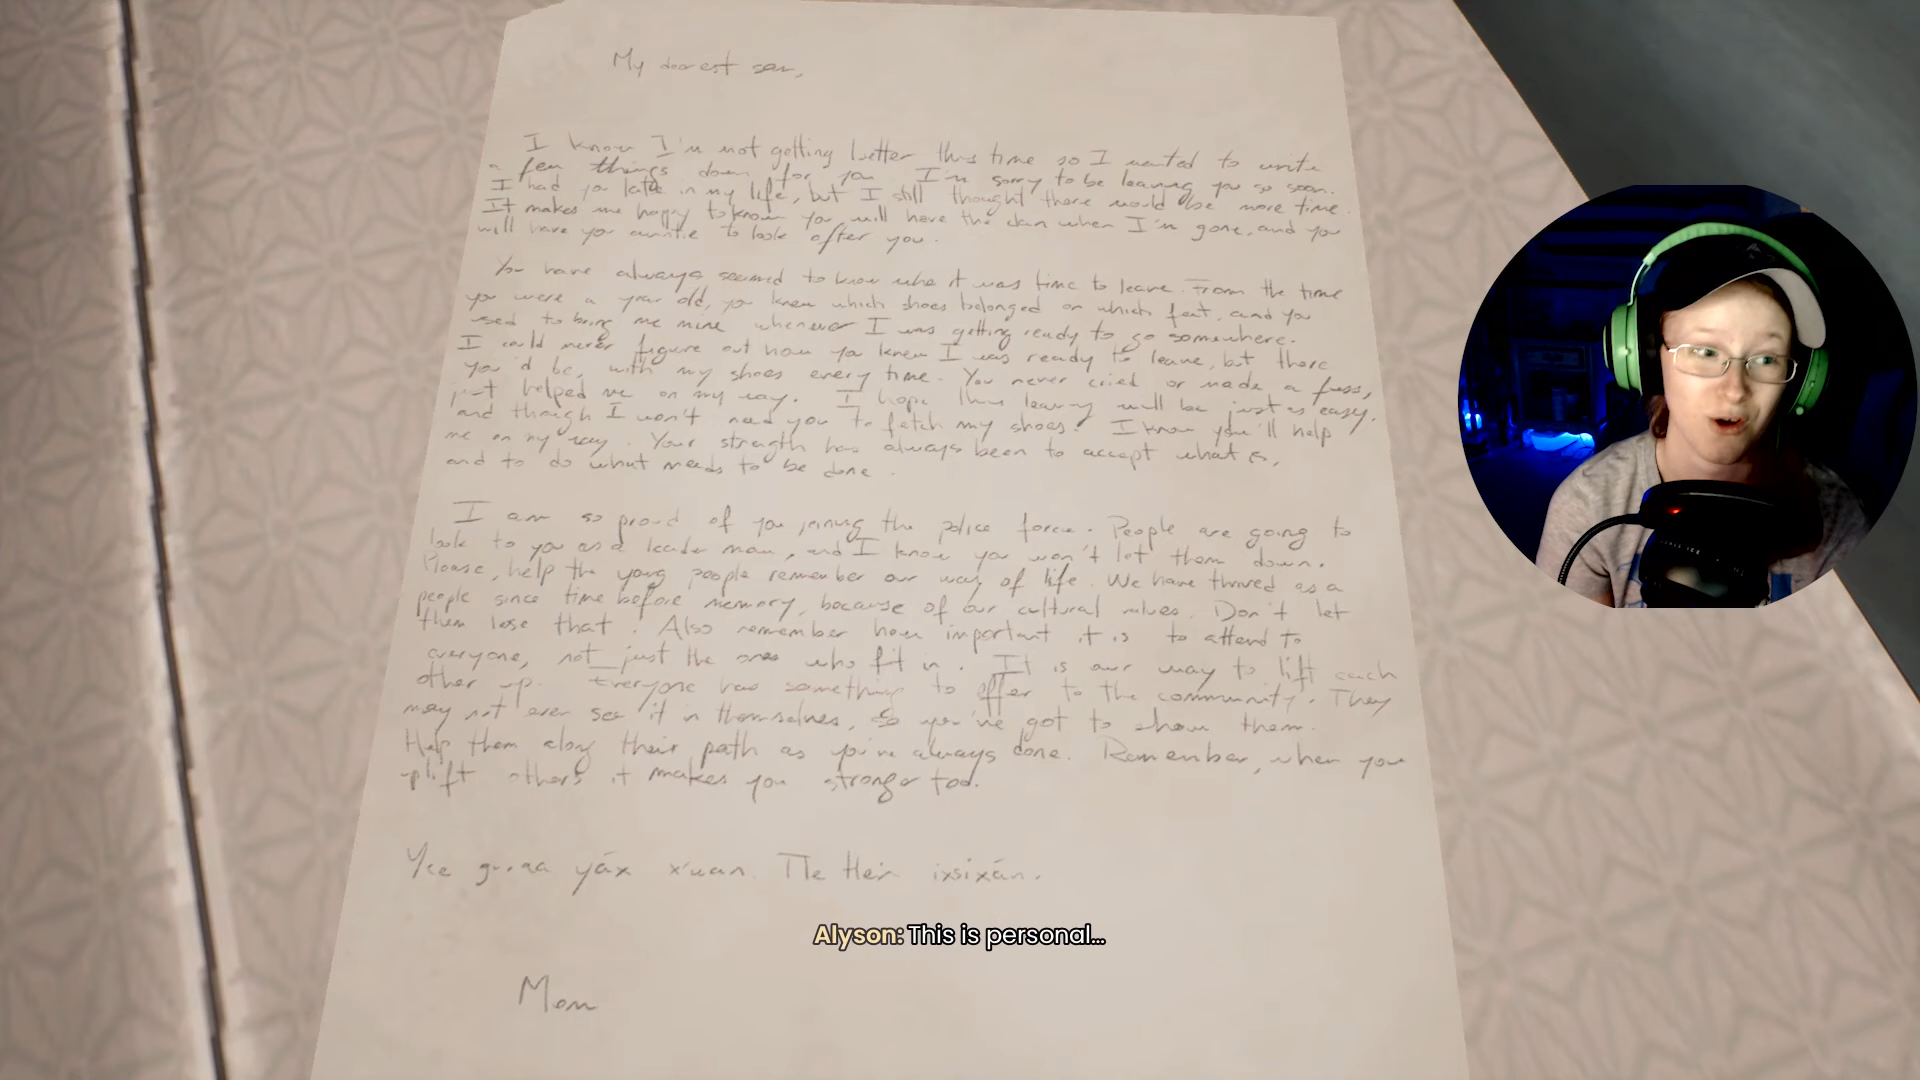 My dearest son,
I know I'm not getting better this time so I wanted to write
a few things down for you. I'm sorry to be leaving you so soon.
I had you late in my life, but I still thought there would be more time.
It makes me happy to know you will have the clan when I'm gone, and you
will have you auntie to look after you.
You have always seemed to know when it was time to leave. From the time
you were a year old, you knew which shoes belonged on which feet, and you
used to bring me mine whenever I was getting ready to go somewhere.
I could never figure out how you knew I was ready to leave, but there
you'd be, with my shoes every time. You never cried or made a fuss,
just helped me on my way. I hope this leaving will be just as easy,
and though I won't need you to fetch my shoes. I know you'll help
me on my way. Your strength has always been to accept what is,
and to do what needs to be done.
I am so proud of you joining the police force. People are going to
look to you as a leader man, and I know you won't let them down.
Please, help the young people remember our way of life. We have thrived as a
people since time before memory, because of our cultural values. Don't let
them lose that. Also remember how important it is to attend to
everyone, not just the ones who fit in. It is our way to lift each
other up. Everyone has something to offer to the community. They
may not even see it in themselves, so you've got to show them.
Help them along their path as you've always done. Remember, when you
uplift others it makes you stronger too.
Yee gu.aa yáx x'wan. Tle Hein ixsixán.
Alyson: This is personal...
Mom